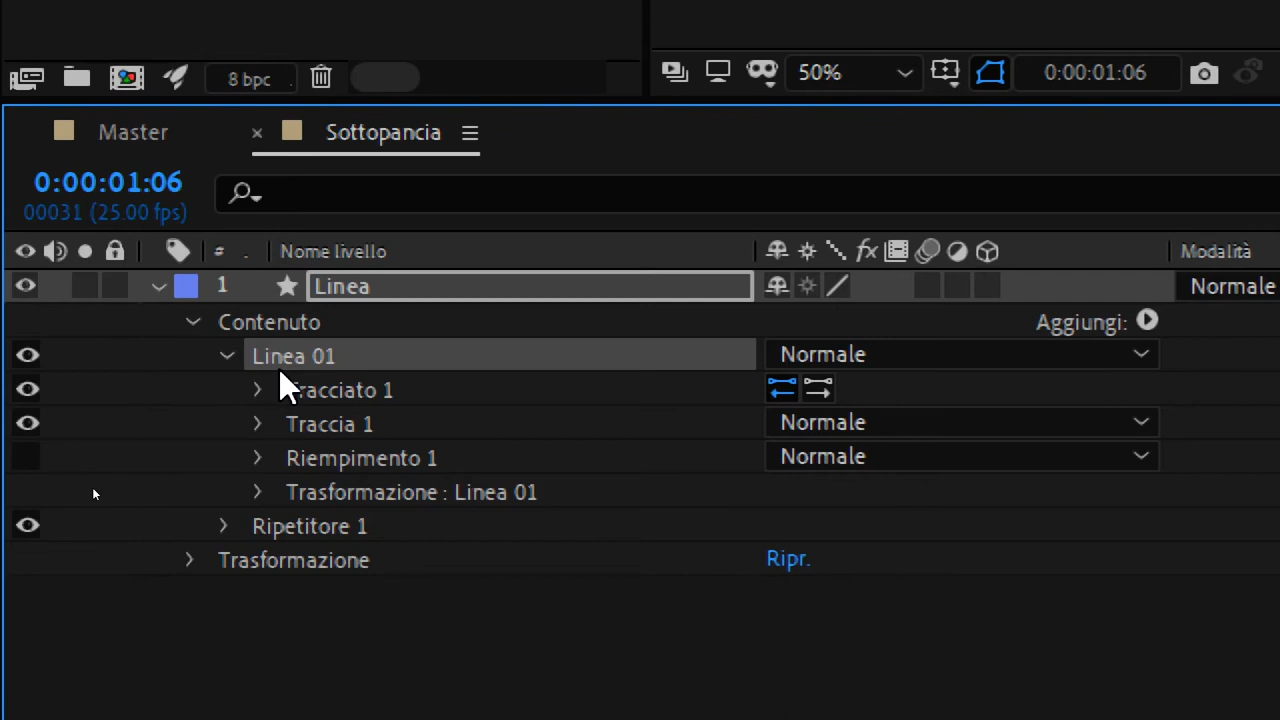 8 bpc
50%
0:00:01:06
Master
× Sottopancia
0:00:01:06
00031 (25.00 fps)
# Nome livello
fx
Modalità
1 Linea
Normale
Contenuto
Aggiungi:
Linea 01
Normale
racciato 1
Traccia 1
Normale
Riempimento 1
Normale
Trasformazione : Linea 01
Ripetitore 1
Trasformazione
Ripr.